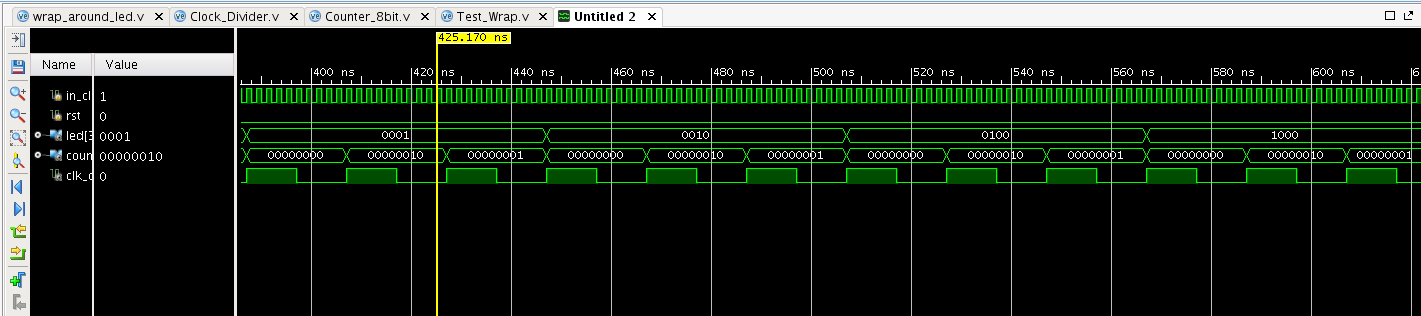 wrap_around_led.v Clock_Divider.v Counter_8bit.v Test_Wrap.v Untitled 2
425.170 ns
Name Value 400 ns 420 ns 440 ns 460 ns 480 ns 500 ns 520 ns 540 ns 560 ns 580 ns 600 ns 6
in_cl 1
rst 0
led[3 0001 0001 0010 0100 1000
coun 00000010 00000000 00000010 00000001 00000000 00000010 00000001 00000000 00000010 00000001 00000000 00000010 00000001
clk_o 0